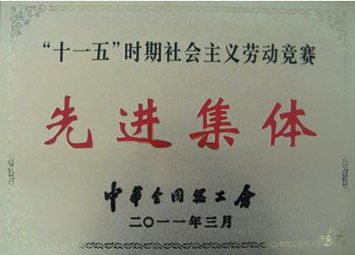 “十一五”时期社会主义劳动竞赛
先进集体
中华全国总工会
二〇一一年三月